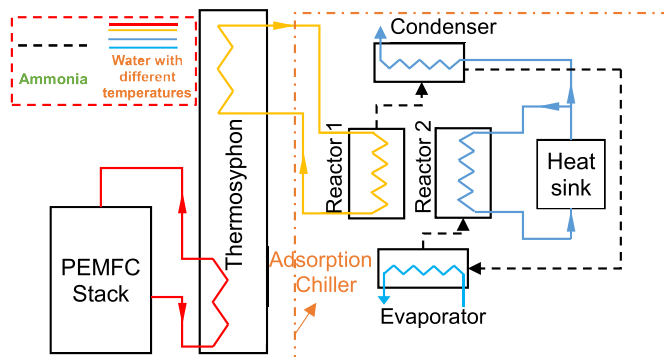 Ammonia
Water with
different
temperatures
Thermosyphon
PEMFC
Stack
Condenser
Reactor 1
Reactor 2
Heat
sink
Adsorption
Chiller
Evaporator